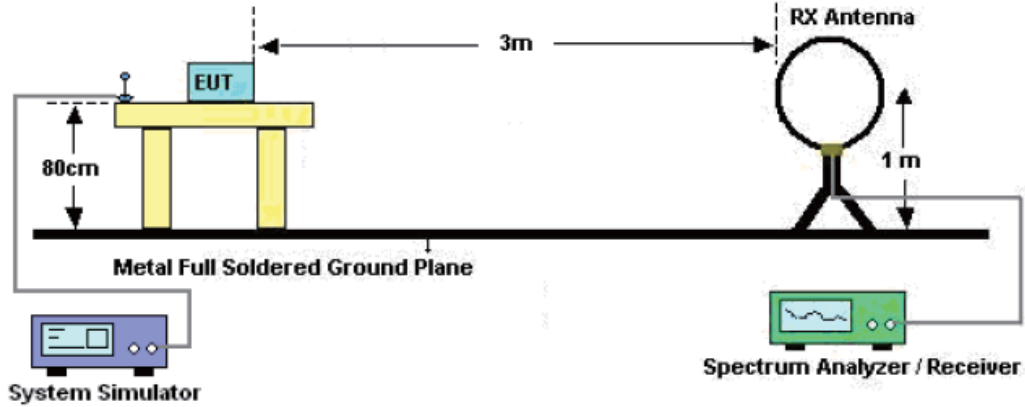 RX Antenna
3m
EUT
80cm
1 m
Metal Full Soldered Ground Plane
System Simulator
Spectrum Analyzer / Receiver